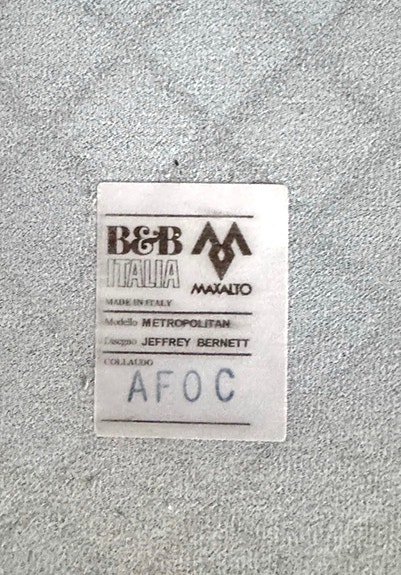 B&B
ITALIA
MAXALTO
MADE IN ITALY
Modello METROPOLITAN
Disegno JEFFREY BERNETT
COLLAUDO
AFOC